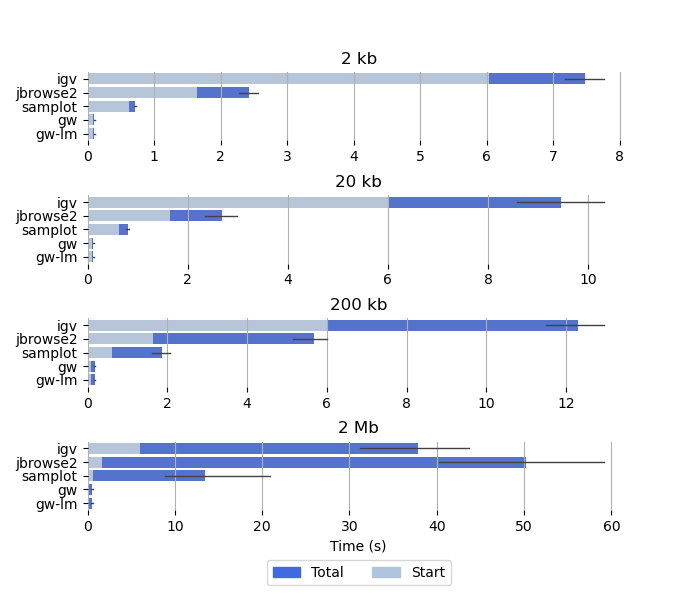 2 kb
igv
jbrowse2
samplot
gw
gw-lm
0 1 2 3 4 5 6 7 8
20 kb
igv
jbrowse2
samplot
gw
gw-lm
0 2 4 6 8 10
200 kb
igv
jbrowse2
samplot
gw
gw-lm
0 2 4 6 8 10 12
2 Mb
igv
jbrowse2
samplot
gw
gw-lm
0 10 20 30 40 50 60
Time (s)
Total Start